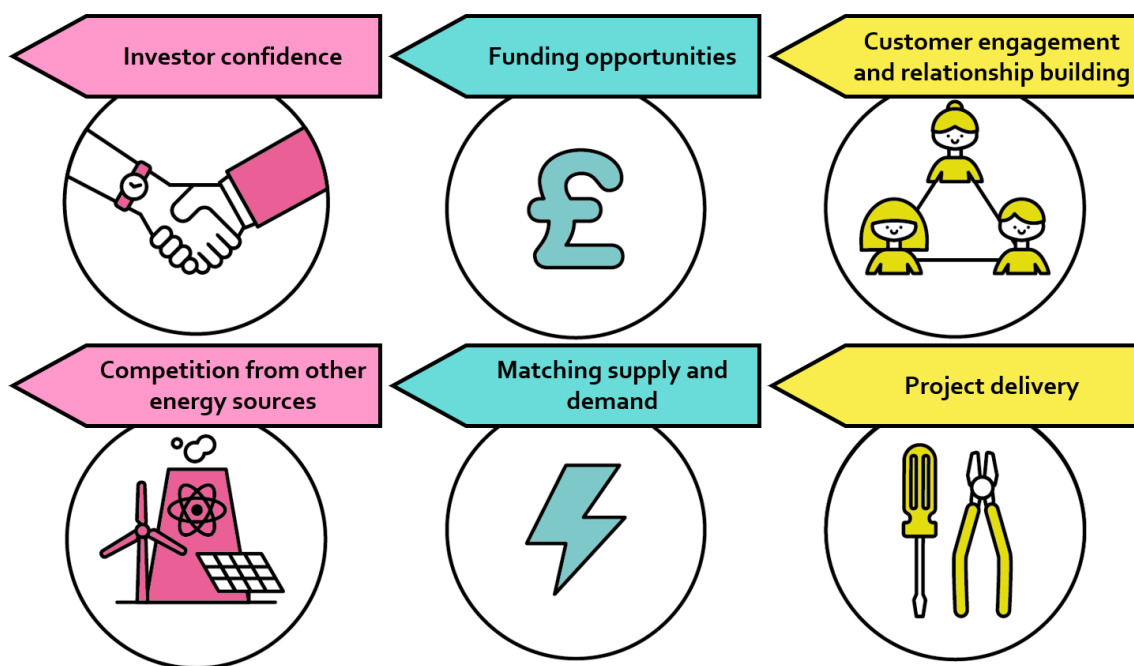 Investor confidence
Funding opportunities
Customer engagement
and relationship building
£
Competition from other
energy sources
Matching supply and
demand
Project delivery